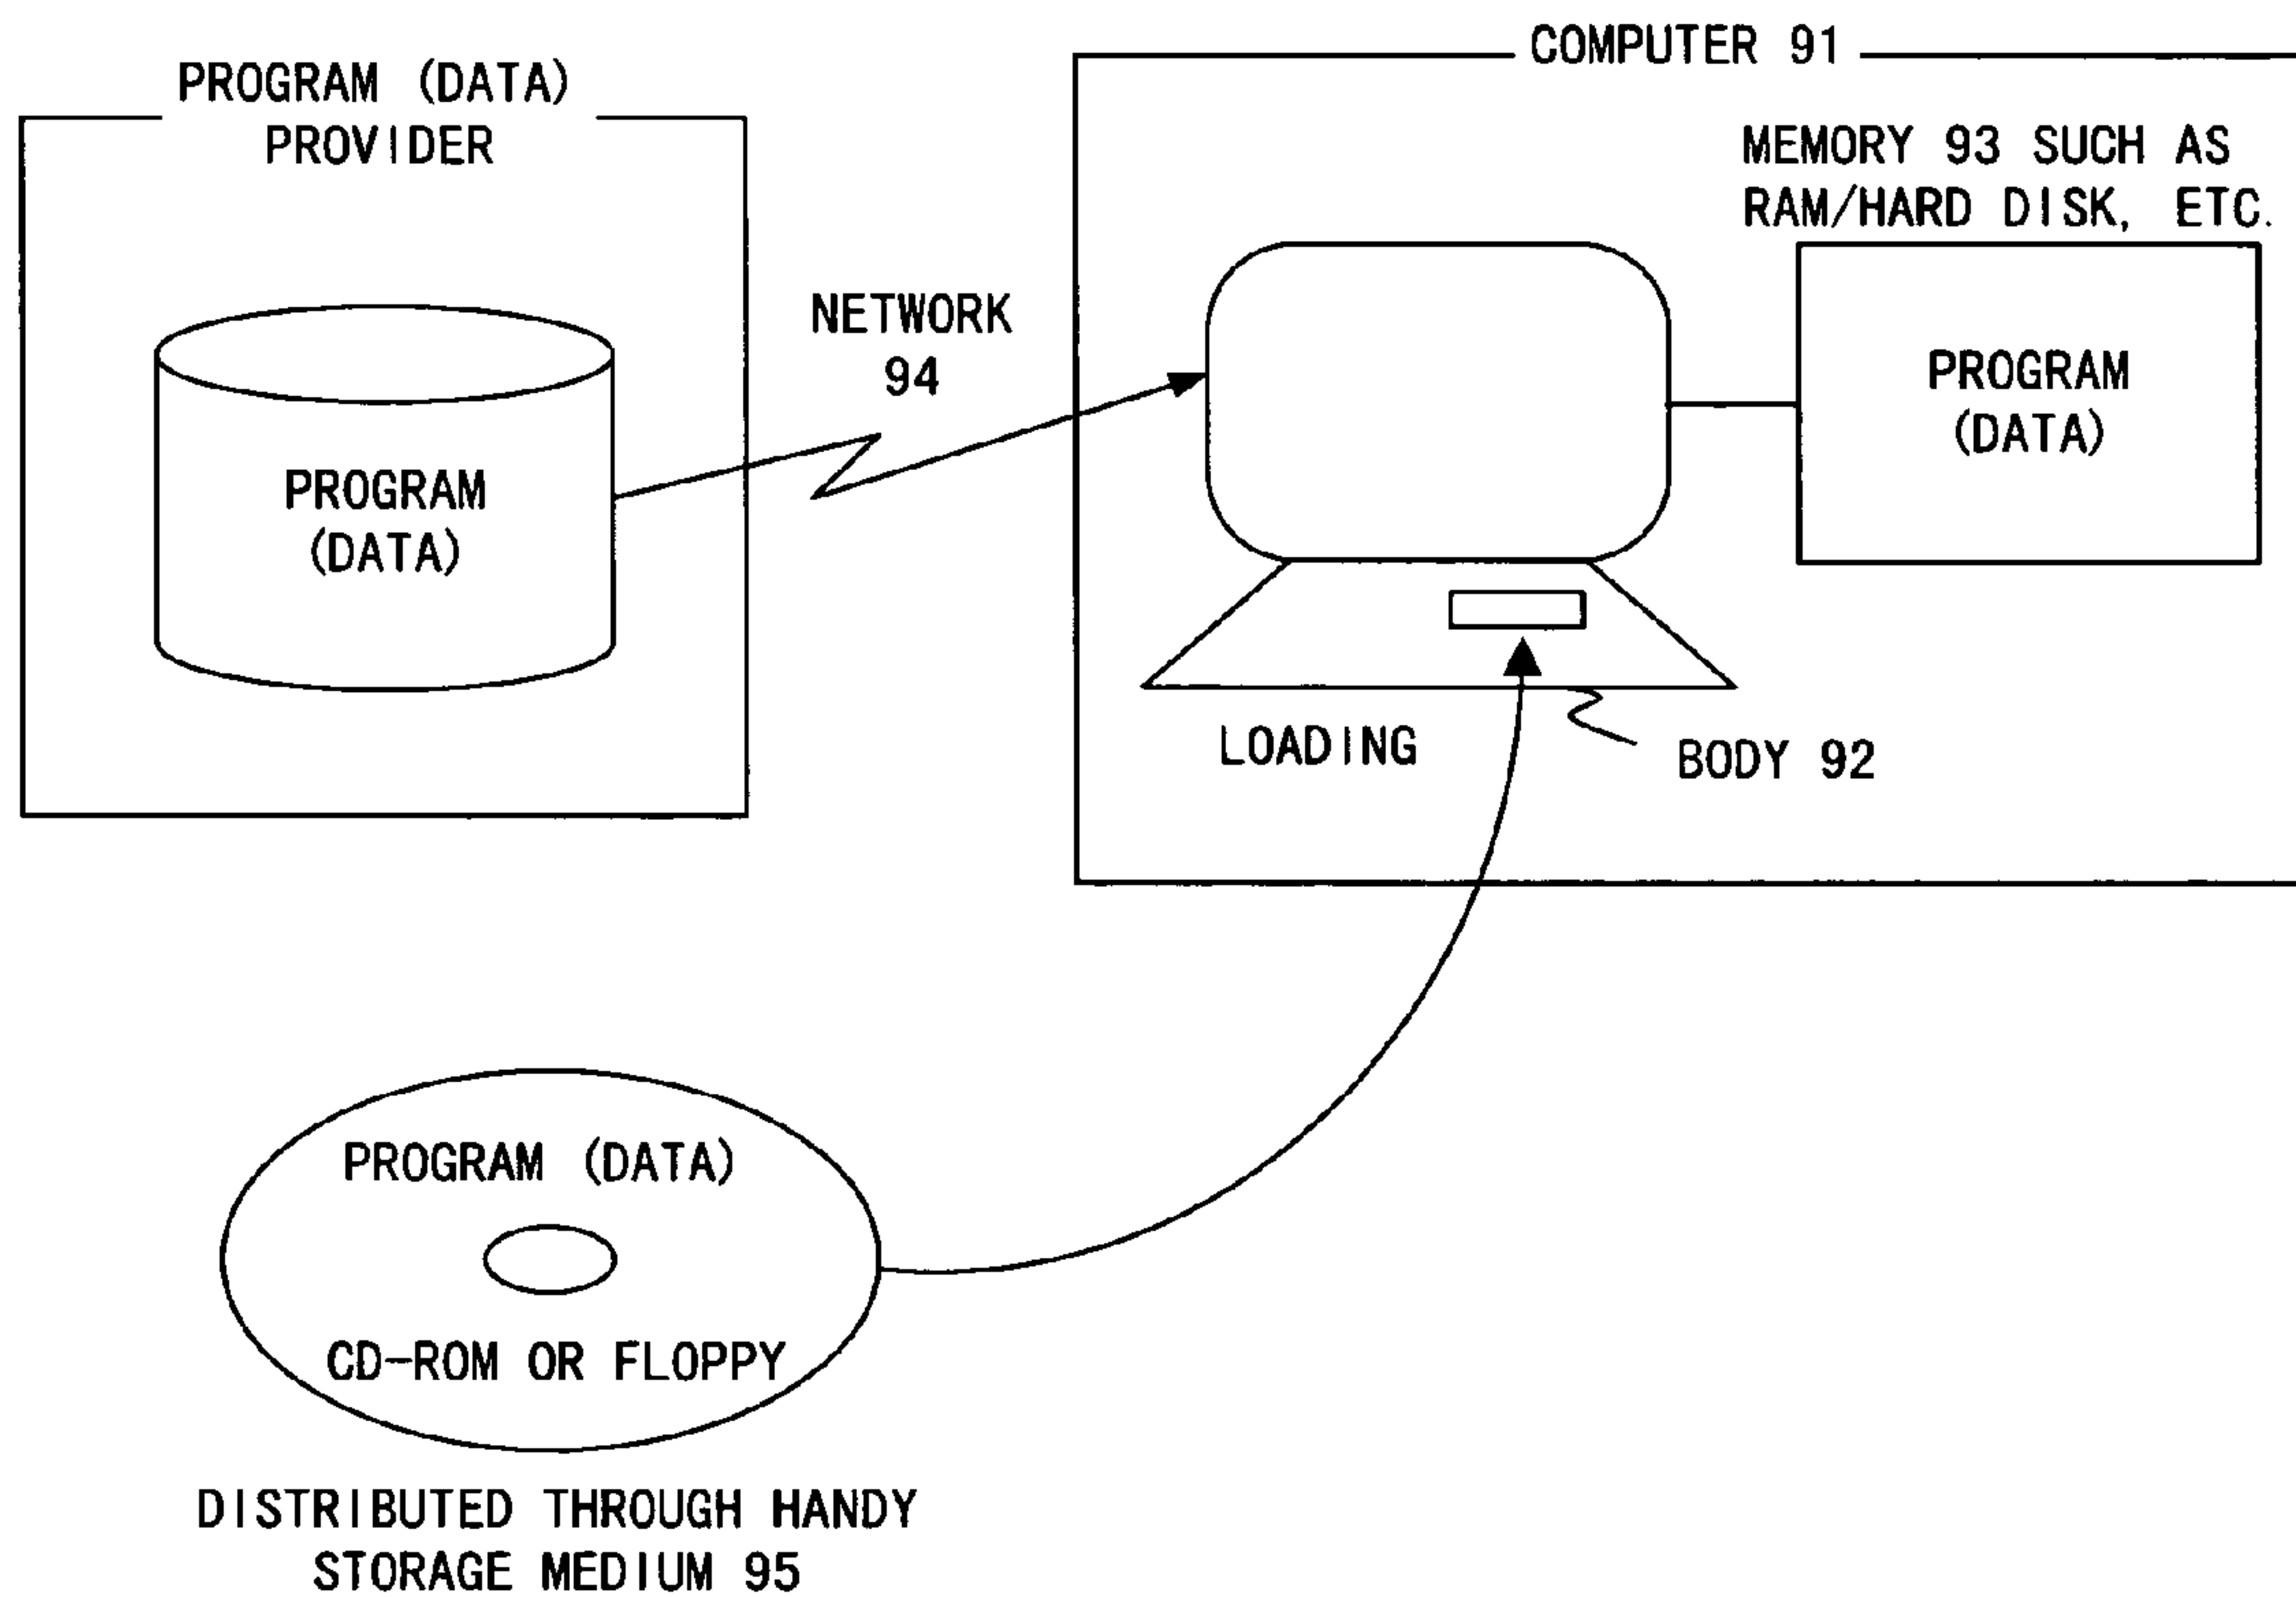 PROGRAM (DATA)
PROVIDER
PROGRAM
(DATA)
NETWORK
94
COMPUTER 91
MEMORY 93 SUCH AS
RAM/HARD DISK, ETC.
PROGRAM
(DATA)
LOADING
BODY 92
PROGRAM (DATA)
CD-ROM OR FLOPPY
DISTRIBUTED THROUGH HANDY
STORAGE MEDIUM 95